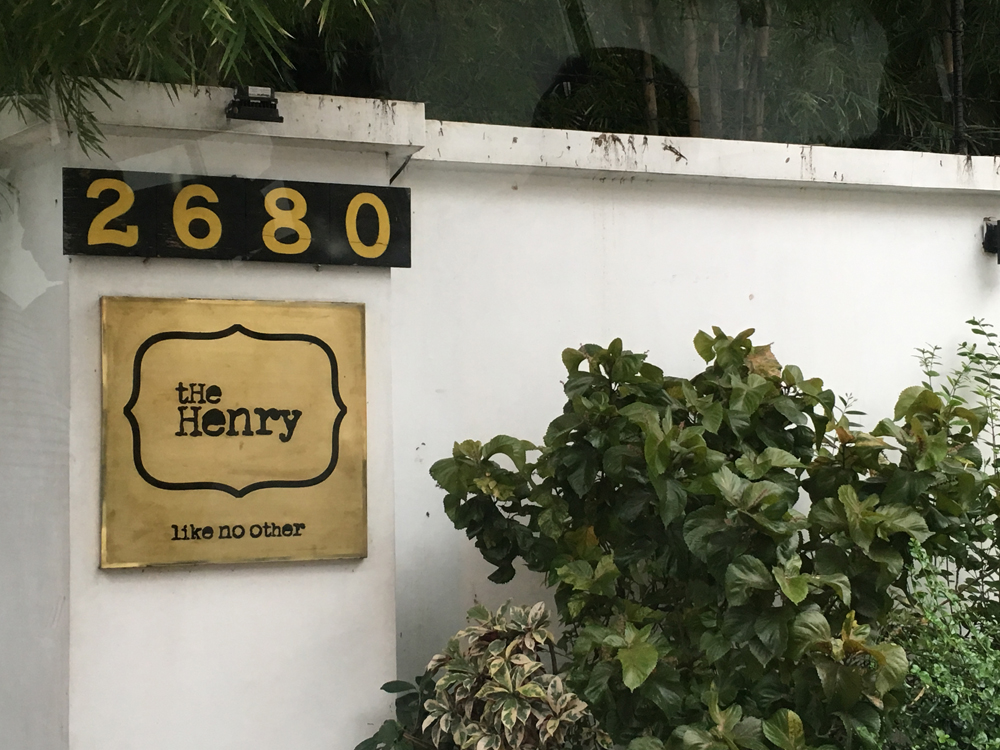 2680
tHe
Henry
like no other